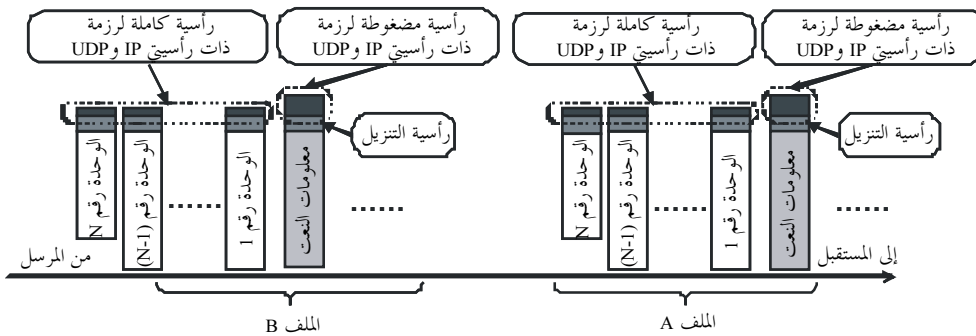 رأسية مضغوطة لرزمة
ذات رأسيتي IP وUDP
رأسية كاملة لرزمة
ذات رأسيتي IP وUDP
رأسية مضغوطة لرزمة
ذات رأسيتي IP وUDP
رأسية كاملة لرزمة
ذات رأسيتي IP وUDP
رأسية التنزيل
رأسية التنزيل
معلومات النعت
الوحدة رقم 1
......
الوحدة رقم (N-1)
الوحدة رقم N
......
معلومات النعت
الوحدة رقم 1
......
الوحدة رقم (N-1)
الوحدة رقم N
......
إلى المستقبل
من المرسل
الملف A
الملف B